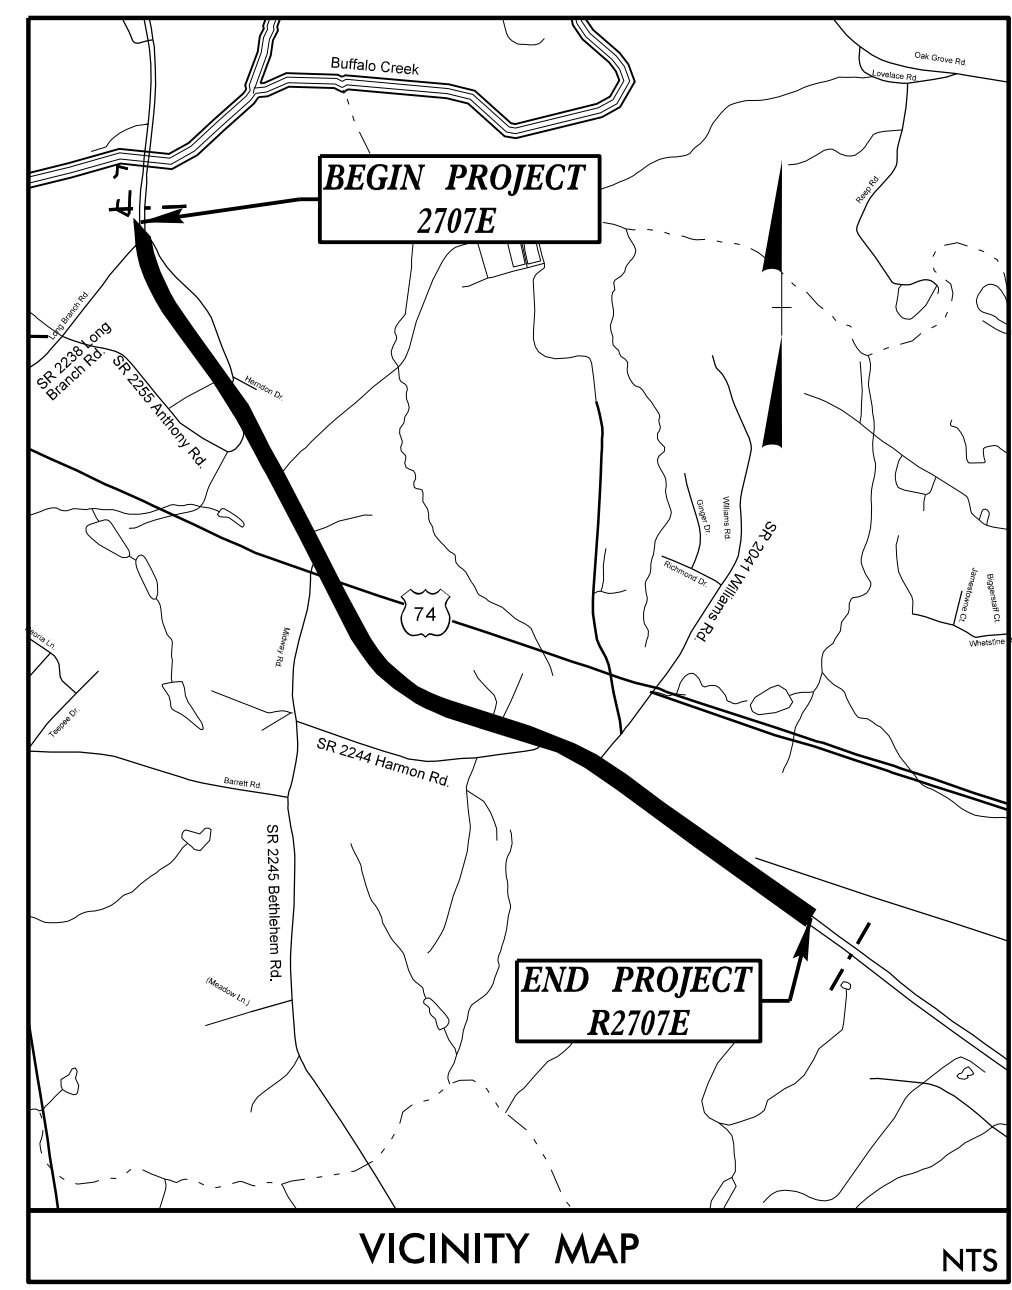 Oak Grove Rd.
Buffalo Creek
Lovelace Rd.
BEGIN PROJECT
2707E
Reep Rd.
Long Branch Rd.
SR 2238 Long
Branch Rd.
SR 2255 Anthony Rd.
Herndon Dr.
Ginger Dr.
Williams Rd.
SR 2041 Williams Rd.
Richmond Dr.
Jamestowne Ct.
Biggerstaff Ct.
Whetstine
74
Midway Rd.
Ln.
Teepee Dr.
SR 2244 Harmon Rd.
Barrett Rd.
SR 2245 Bethlehem Rd.
(Meadow Ln.)
END PROJECT
R2707E
VICINITY MAP
NTS